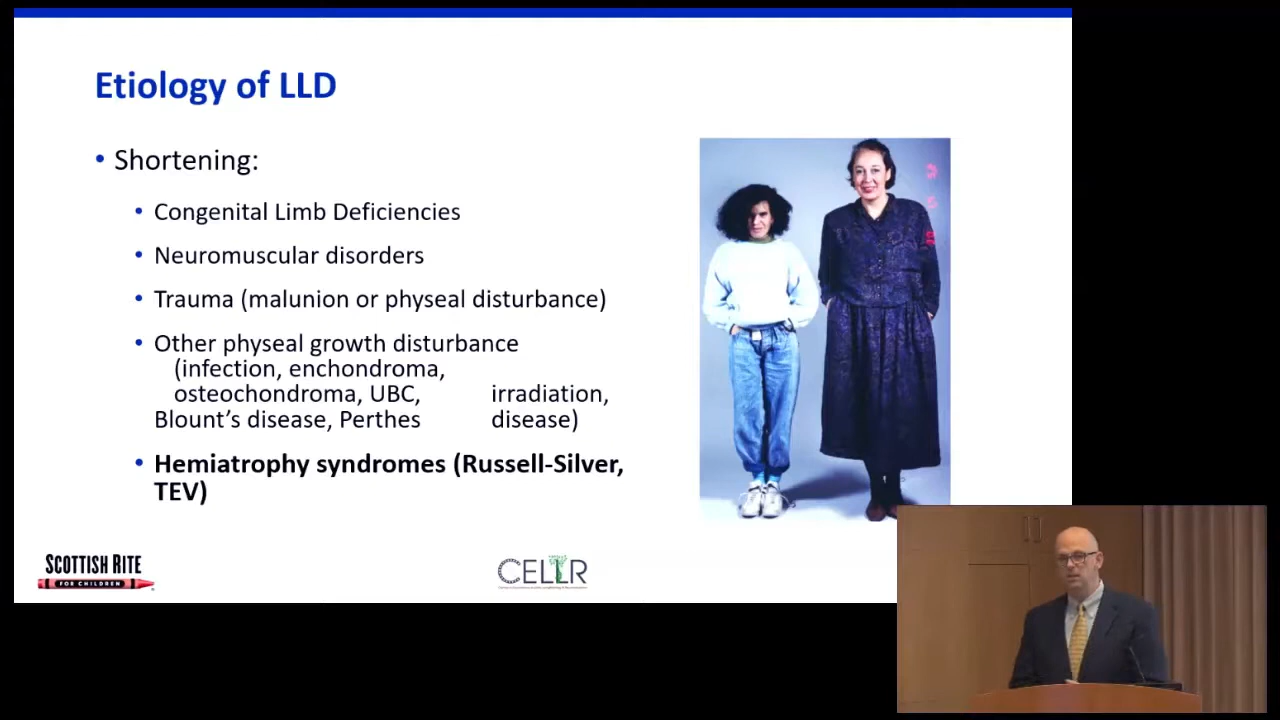 Etiology of LLD
• Shortening:
• Congenital Limb Deficiencies
• Neuromuscular disorders
• Trauma (malunion or physeal disturbance)
• Other physeal growth disturbance
(infection, enchondroma,
osteochondroma, UBC, irradiation,
Blount’s disease, Perthes disease)
• Hemiatrophy syndromes (Russell-Silver,
TEV)
SCOTTISH RITE
FOR CHILDREN
CELLR